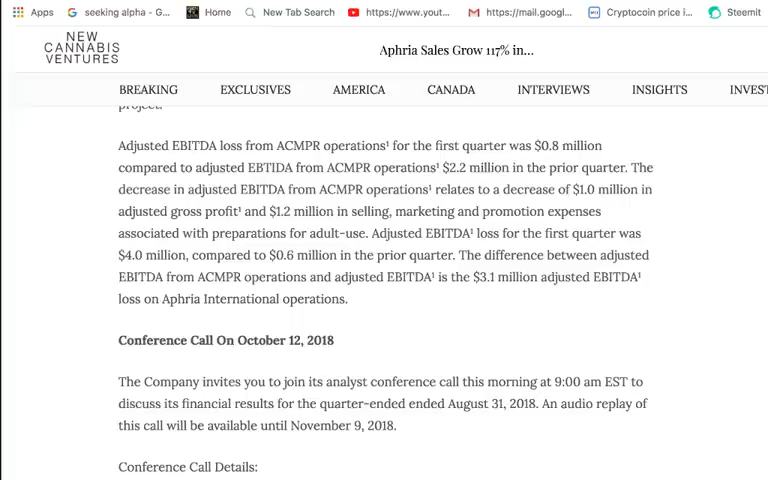 Apps seeking alpha - G... Home New Tab Search https://www.yout... https://mail.googl... Cryptocoin price i... Steemit
NEW
CANNABIS
VENTURES
Aphria Sales Grow 117% in...
BREAKING EXCLUSIVES AMERICA CANADA INTERVIEWS INSIGHTS INVEST
project.
Adjusted EBITDA loss from ACMPR operations¹ for the first quarter was $0.8 million
compared to adjusted EBTIDA from ACMPR operations¹ $2.2 million in the prior quarter. The
decrease in adjusted EBITDA from ACMPR operations¹ relates to a decrease of $1.0 million in
adjusted gross profit¹ and $1.2 million in selling, marketing and promotion expenses
associated with preparations for adult-use. Adjusted EBITDA¹ loss for the first quarter was
$4.0 million, compared to $0.6 million in the prior quarter. The difference between adjusted
EBITDA from ACMPR operations and adjusted EBITDA¹ is the $3.1 million adjusted EBITDA¹
loss on Aphria International operations.
Conference Call On October 12, 2018
The Company invites you to join its analyst conference call this morning at 9:00 am EST to
discuss its financial results for the quarter-ended ended August 31, 2018. An audio replay of
this call will be available until November 9, 2018.
Conference Call Details: